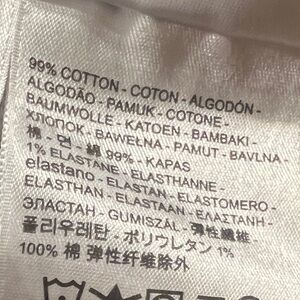 99% COTTON - COTON - ALGODÓN -
ALGODÃO - PAMUK - COTONE -
BAUMWOLLE - KATOEN - BAMBAKI -
ХЛОПОК - BAWEŁNA - PAMUT - BAVLNA -
棉 - 면 - 綿 99% - KAPAS
1% ELASTANE - ELASTHANNE -
elastano - ELASTAN - ELASTOMERO -
ELASTHAN - ELASTAAN - ΕΛΑΣΤΑΝΗ -
ЭЛАСТАН - GUMISZÁL - 彈性纖維 -
폴리우레탄 - ポリウレタン 1%
100% 棉 弹性纤维除外